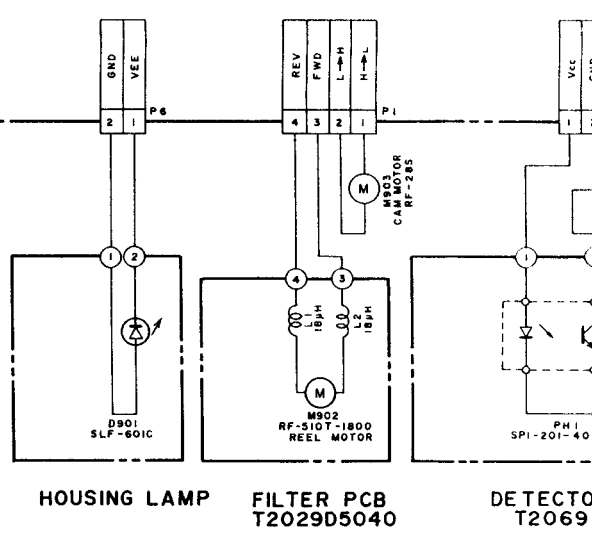 GND
VEE
2
1
P6
REV
FWD
L→H
H→L
4
3
2
1
P1
Vcc
1
M
M903
CAM MOTOR
RF-28S
1
2
4
3
1
L1
18μH
L2
18μH
M
D901
SLF-601C
M902
RF-510T-1800
REEL MOTOR
PH1
SPI-201-40
HOUSING LAMP
FILTER PCB
T2029D5040
DETECTO
T2069